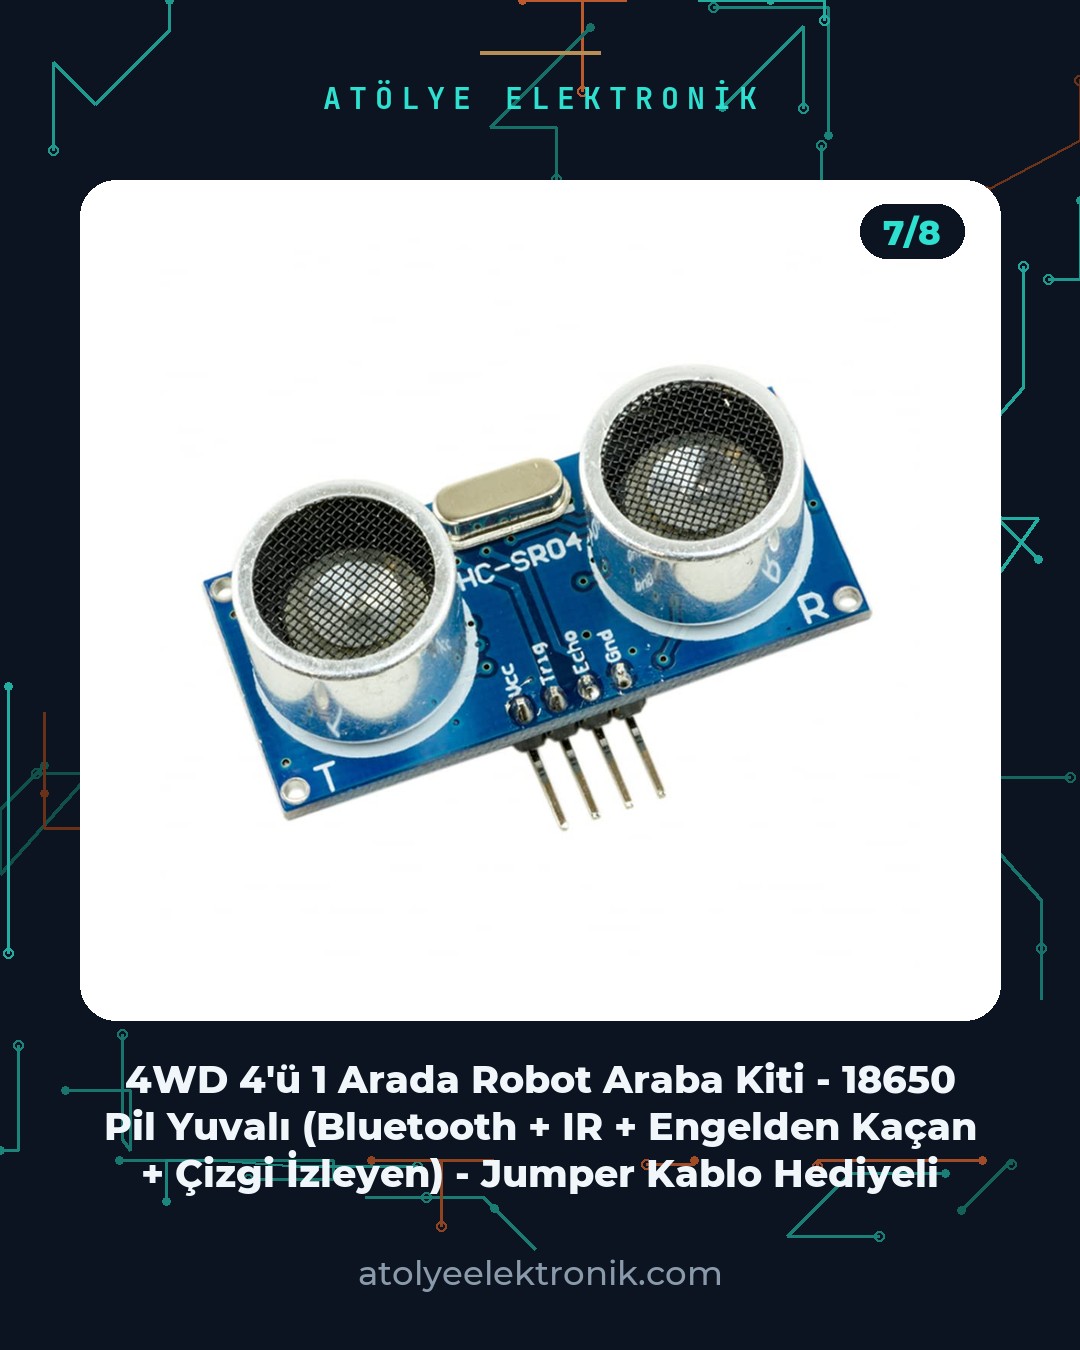 ATÖLYE ELEKTRONİK
7/8
HC-SR04
Vcc
Trig
Echo
Gnd
T
R
4WD 4'ü 1 Arada Robot Araba Kiti - 18650
Pil Yuvalı (Bluetooth + IR + Engelden Kaçan
+ Çizgi İzleyen) - Jumper Kablo Hediyeli
atolyeelektronik.com